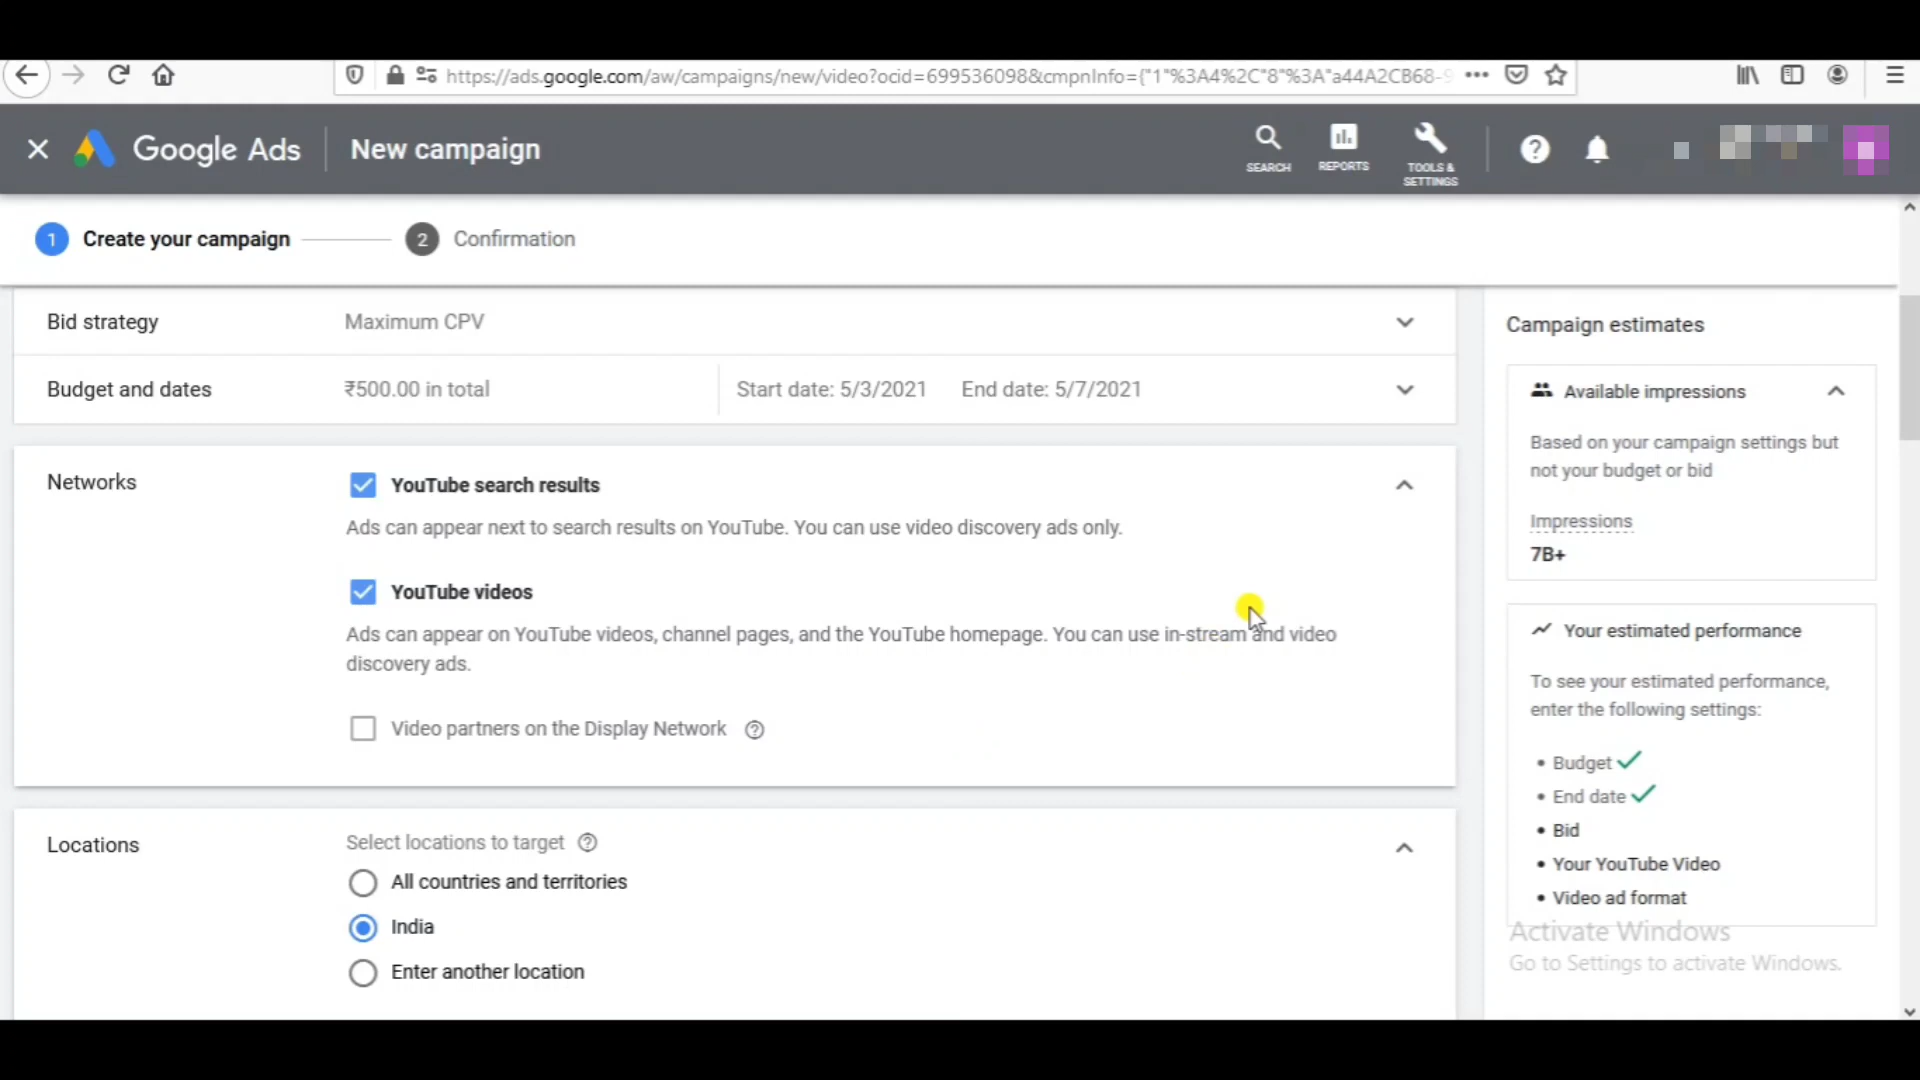 https://ads.google.com/aw/campaigns/new/video?ocid=699536098&cmpnInfo={"1"%3A4%2C"8"%3A"a44A2CB68-9
Google Ads
New campaign
SEARCH
REPORTS
TOOLS &
SETTINGS
1 Create your campaign
2 Confirmation
Bid strategy
Maximum CPV
Budget and dates
₹500.00 in total
Start date: 5/3/2021
End date: 5/7/2021
Networks
YouTube search results
Ads can appear next to search results on YouTube. You can use video discovery ads only.
YouTube videos
Ads can appear on YouTube videos, channel pages, and the YouTube homepage. You can use in-stream and video
discovery ads.
Video partners on the Display Network
Locations
Select locations to target
All countries and territories
India
Enter another location
Campaign estimates
Available impressions
Based on your campaign settings but
not your budget or bid
Impressions
7B+
Your estimated performance
To see your estimated performance,
enter the following settings:
• Budget
• End date
• Bid
• Your YouTube Video
• Video ad format
Activate Windows
Go to Settings to activate Windows.